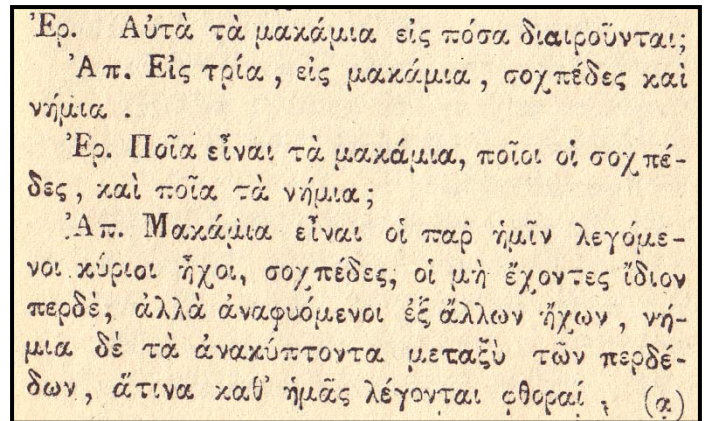 Ἐρ. Αὐτὰ τὰ μακάμια εἰς πόσα διαιροῦνται;
Ἀπ. Εἰς τρία, εἰς μακάμια, σοχπέδες καὶ
νήμια.
Ἐρ. Ποῖα εἶναι τὰ μακάμια, ποῖοι οἱ σοχπέ-
δες, καὶ ποῖα τὰ νήμια;
Ἀπ. Μακάμια εἶναι οἱ παρ ἡμῖν λεγόμε-
νοι κύριοι ἦχοι, σοχπέδες, οἱ μὴ ἔχοντες ἴδιον
περδὲ, ἀλλὰ ἀναφυόμενοι ἐξ ἄλλων ἤχων, νή-
μια δὲ τὰ ἀνακύπτοντα μεταξὺ τῶν περδέ-
δων, ἅτινα καθ' ἡμᾶς λέγονται φθοραί. (α)